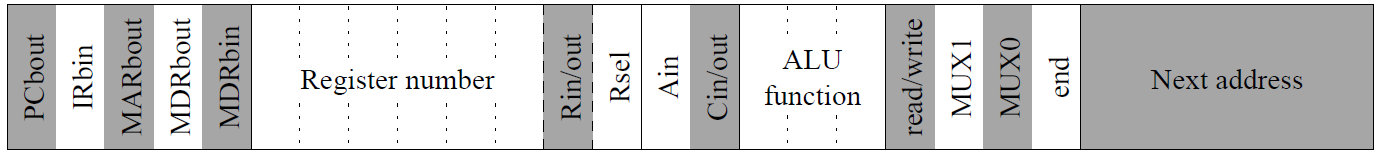 PCbout
IRbin
MARbout
MDRbout
MDRbin
Register number
Rin/out
Rsel
Ain
Cin/out
ALU
function
read/write
MUX1
MUX0
end
Next address